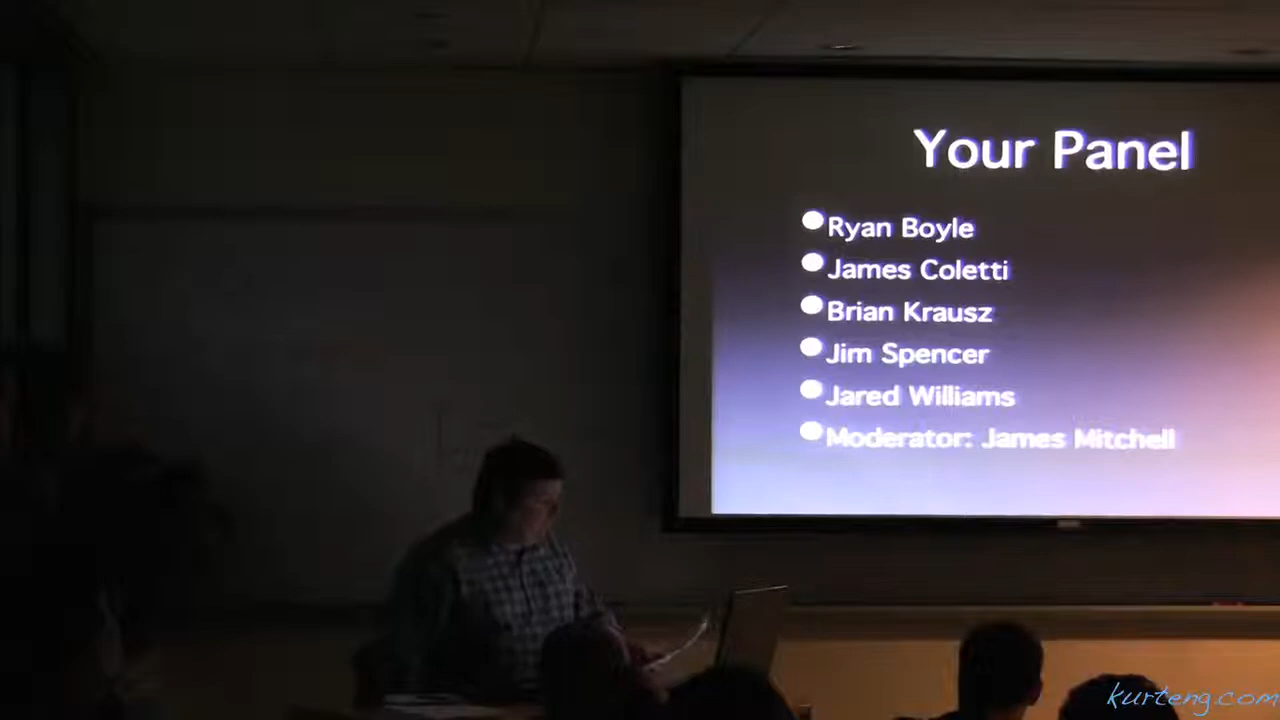 Your Panel
Ryan Boyle
James Coletti
Brian Krausz
Jim Spencer
Jared Williams
Moderator: James Mitchell
kurteng.com